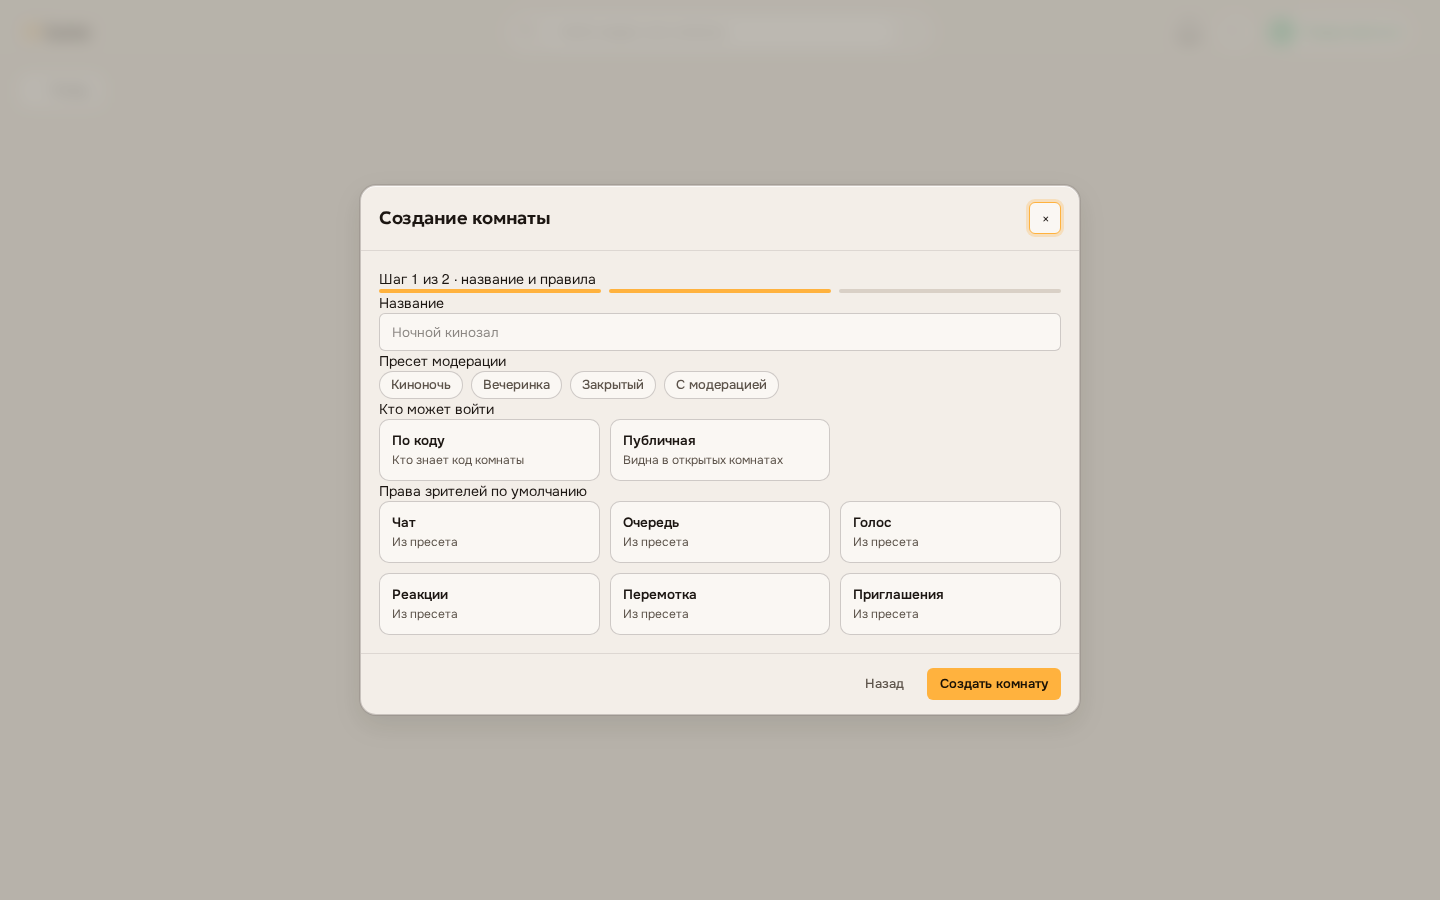 Создание комнаты
×
Шаг 1 из 2 · название и правила
Название
Ночной кинозал
Пресет модерации
Киноночь Вечеринка Закрытый С модерацией
Кто может войти
По коду Публичная
Кто знает код комнаты Видна в открытых комнатах
Права зрителей по умолчанию
Чат Очередь Голос
Из пресета Из пресета Из пресета
Реакции Перемотка Приглашения
Из пресета Из пресета Из пресета
Назад Создать комнату